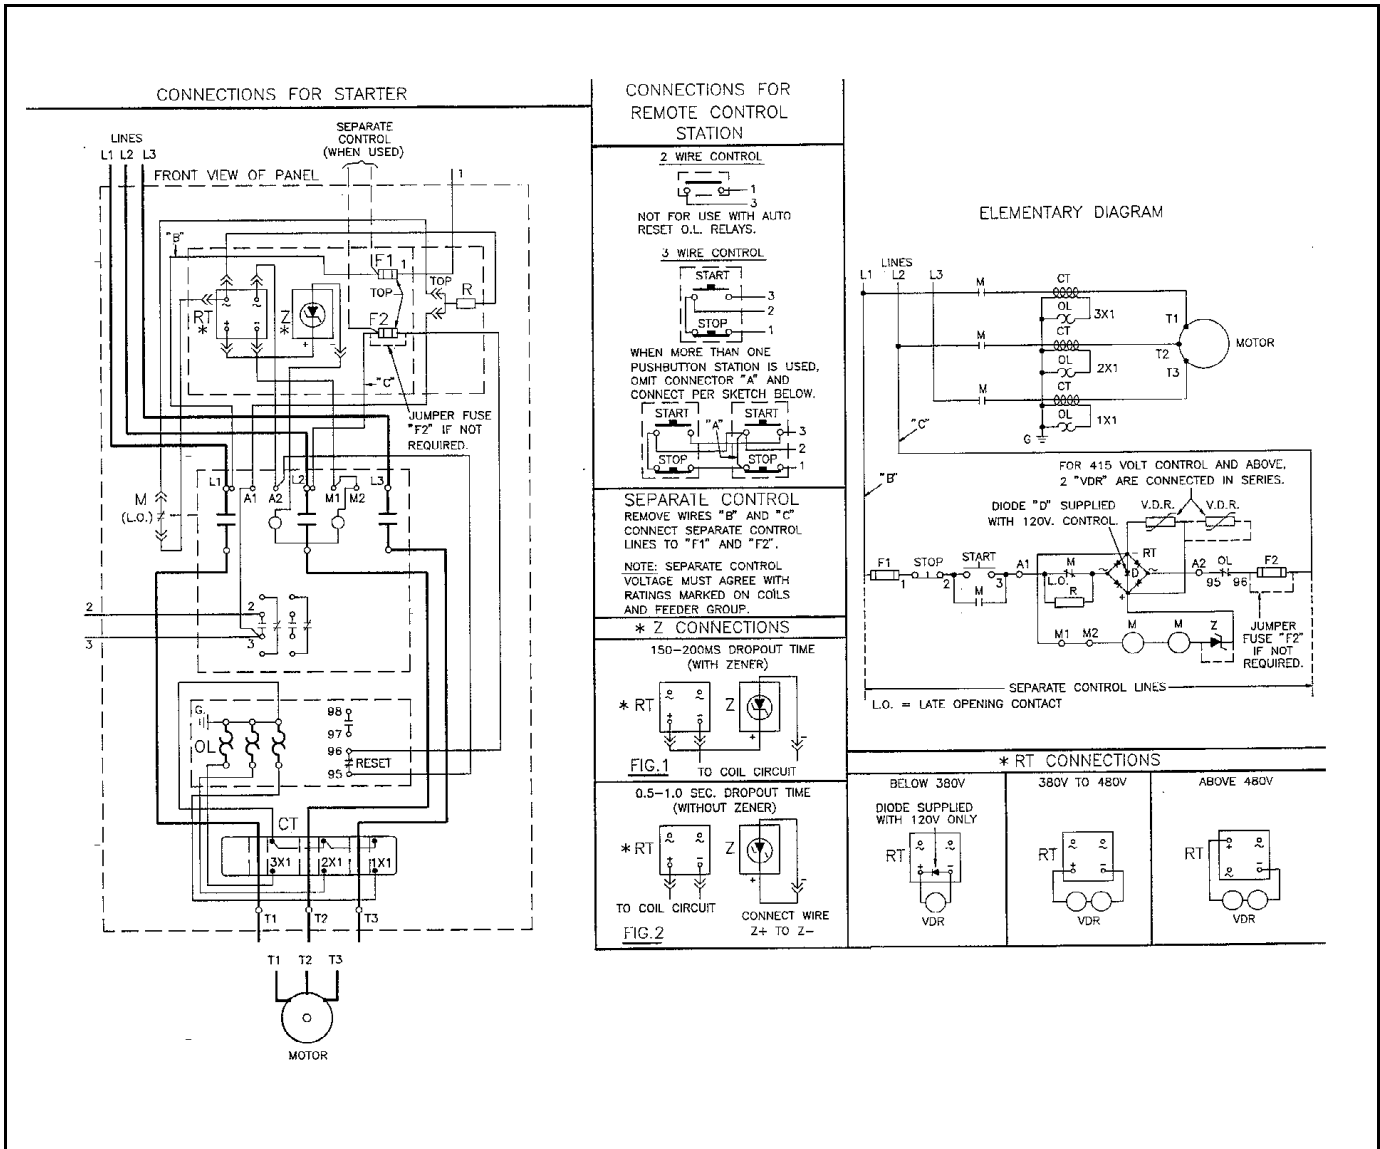 CONNECTIONS FOR STARTER
LINES
L1 L2 L3
SEPARATE
CONTROL
(WHEN USED)
FRONT VIEW OF PANEL
1
"B"
F1
1
TOP
TOP
R
RT
*
Z
*
~ ~
+ −
+
−
F2
"C"
JUMPER FUSE
"F2" IF NOT
REQUIRED.
M
(L.O.)
L1 A1 A2 L2 M1 M2 L3
2
2
3
3
G.
OL
98
97
96
RESET
95
CT
3X1 2X1 1X1
T1 T2 T3
T1 T2 T3
MOTOR
CONNECTIONS FOR
REMOTE CONTROL
STATION
2 WIRE CONTROL
1
3
NOT FOR USE WITH AUTO
RESET O.L. RELAYS.
3 WIRE CONTROL
START
3
2
STOP
1
WHEN MORE THAN ONE
PUSHBUTTON STATION IS USED,
OMIT CONNECTOR "A" AND
CONNECT PER SKETCH BELOW.
START START
"A"
3
2
STOP STOP
1
SEPARATE CONTROL
REMOVE WIRES "B" AND "C"
CONNECT SEPARATE CONTROL
LINES TO "F1" AND "F2".
NOTE: SEPARATE CONTROL
VOLTAGE MUST AGREE WITH
RATINGS MARKED ON COILS
AND FEEDER GROUP.
* Z CONNECTIONS
150-200MS DROPOUT TIME
(WITH ZENER)
~ ~
* RT
+ −
Z
+
−
FIG.1
TO COIL CIRCUIT
0.5-1.0 SEC. DROPOUT TIME
(WITHOUT ZENER)
~ ~
* RT
+ −
Z
+
−
TO COIL CIRCUIT
CONNECT WIRE
Z+ TO Z−
FIG.2
ELEMENTARY DIAGRAM
LINES
L1 L2 L3
M
CT
OL
3X1
T1
M
CT
OL
2X1
T2
MOTOR
T3
M
CT
OL
1X1
G
"C"
"B"
FOR 415 VOLT CONTROL AND ABOVE,
2 "VDR" ARE CONNECTED IN SERIES.
DIODE "D" SUPPLIED
WITH 120V. CONTROL.
V.D.R. V.D.R.
F1
1
STOP
2
START
3
M
A1
M
L.O.
R
~
−
RT
D
~
+
A2
OL
95 96
F2
M1 M2
M
M
Z
JUMPER
FUSE "F2"
IF NOT
REQUIRED.
SEPARATE CONTROL LINES
L.O. = LATE OPENING CONTACT
* RT CONNECTIONS
BELOW 380V
DIODE SUPPLIED
WITH 120V ONLY
RT
~ ~
+ −
VDR
380V TO 480V
RT
~ ~
+ −
VDR
ABOVE 480V
RT
~ ~
+ −
VDR